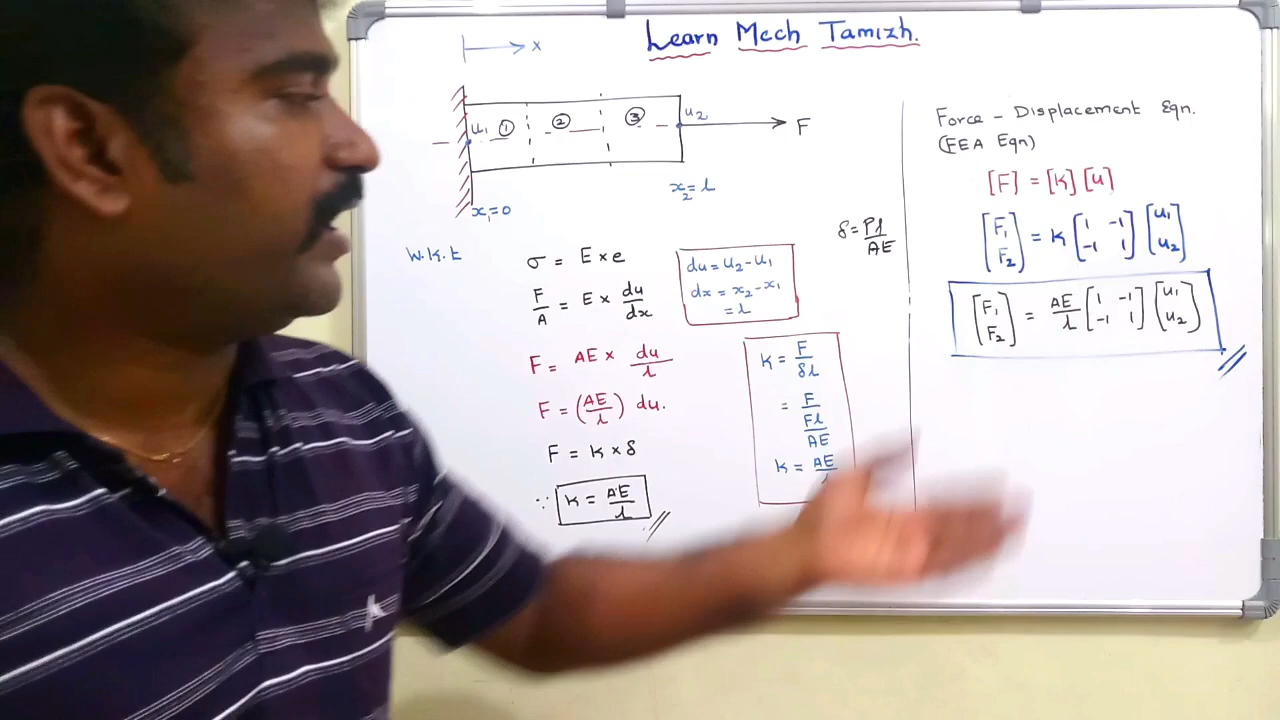 Learn Mech Tamizh.
x
u₁ ① ② ③ u₂
F
x₁=0
x₂=l
W.K.t
σ = E×e
F/A = E × du/dx
F = AE × du/l
F = (AE/l) du.
F = K×δ
∵ K = AE/l
du = u₂-u₁
dx = x₂-x₁
= l
K = F/δl
= F/(Fl/AE)
K = AE/l
δ = Pl/AE
Force - Displacement Eqn.
(FEA Eqn)
[F] = [K] [u]
[F₁ F₂] = K [1 -1 -1 1] [u₁ u₂]
[F₁ F₂] = AE/l [1 -1 -1 1] [u₁ u₂]